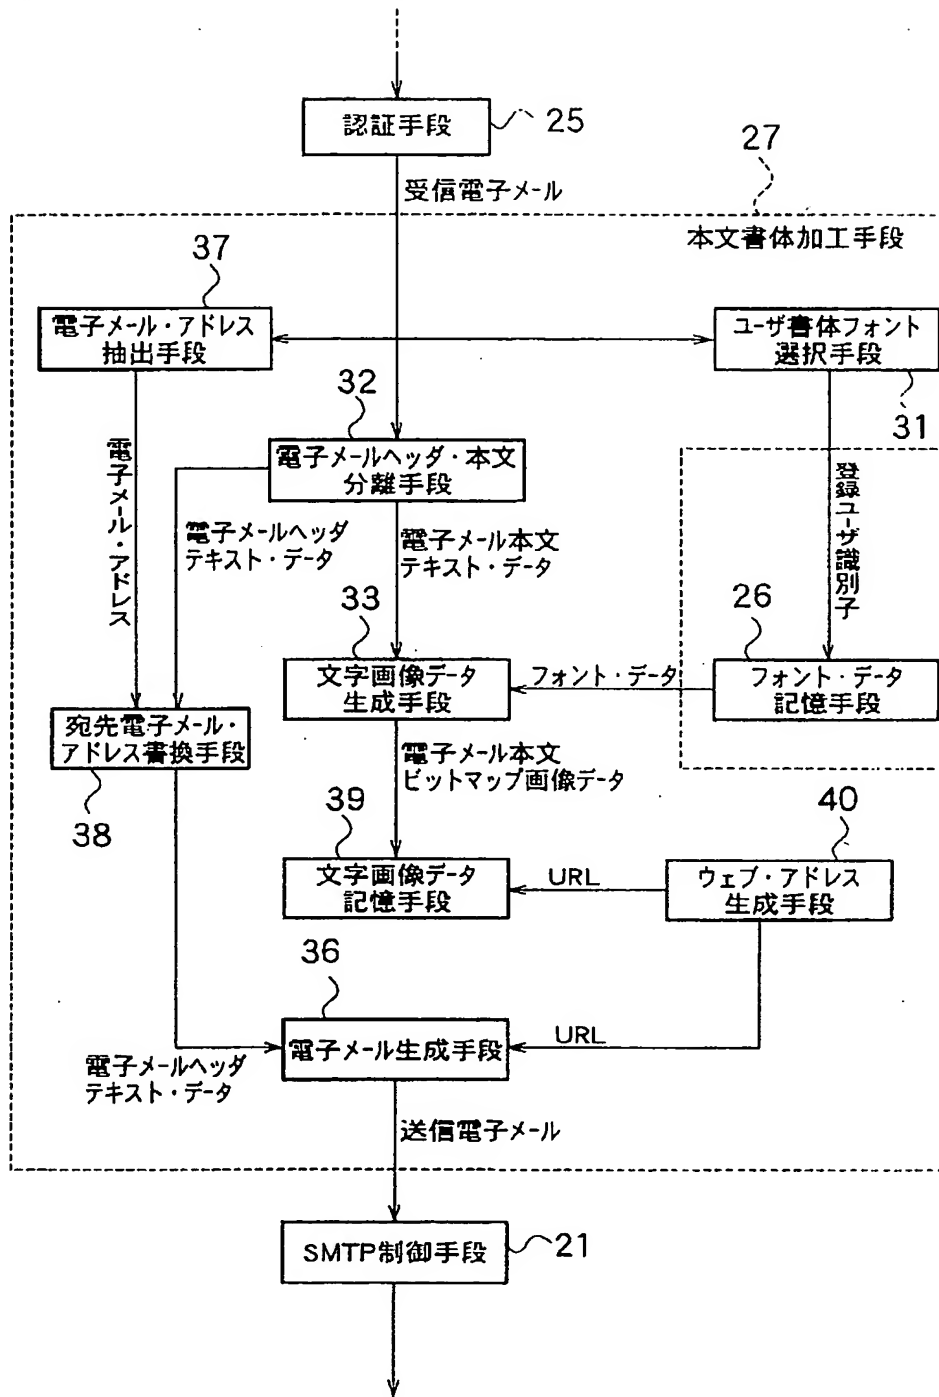 認証手段
25
受信電子メール
27
本文書体加工手段
37
電子メール・アドレス
抽出手段
ユーザ書体フォント
選択手段
31
32
電子メールヘッダ・本文
分離手段
電子メール・アドレス
電子メールヘッダ
テキスト・データ
電子メール本文
テキスト・データ
登録ユーザ識別子
33
26
文字画像データ
生成手段
フォント・データ
フォント・データ
記憶手段
宛先電子メール・
アドレス書換手段
38
電子メール本文
ビットマップ画像データ
39
40
文字画像データ
記憶手段
URL
ウェブ・アドレス
生成手段
36
電子メール生成手段
URL
電子メールヘッダ
テキスト・データ
送信電子メール
SMTP制御手段
21